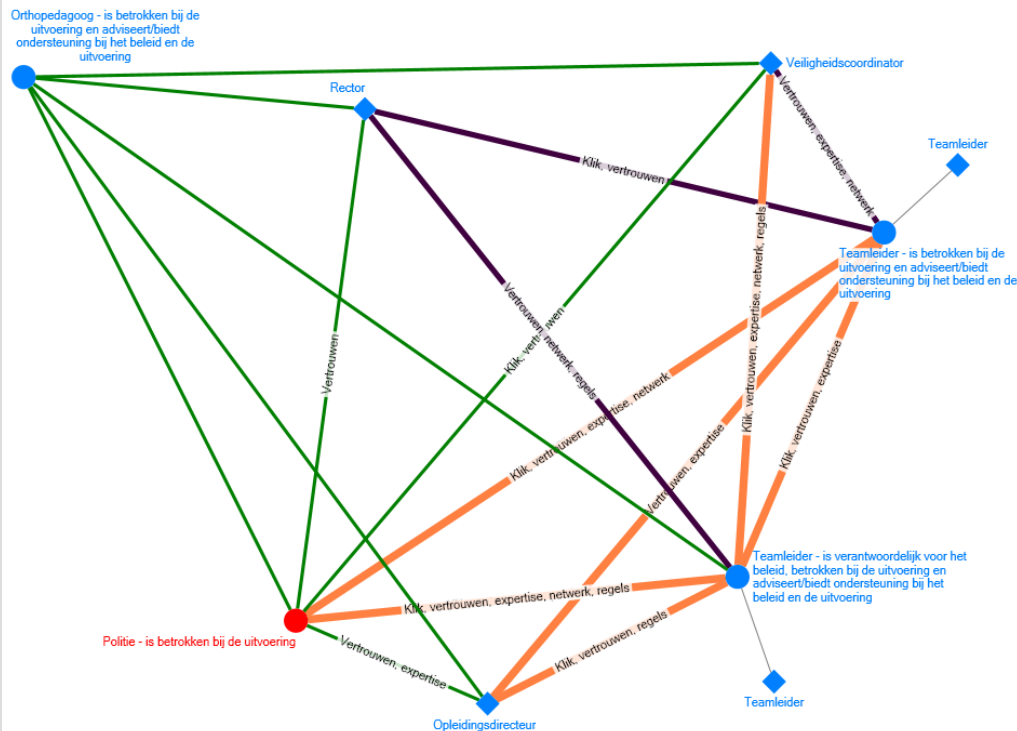 Orthopedagoog - is betrokken bij de
uitvoering en adviseert/biedt
ondersteuning bij het beleid en de
uitvoering
Veiligheidscoordinator
Rector
Vertrouwen, expertise, netwerk
Teamleider
Klik, vertrouwen
Teamleider - is betrokken bij de
uitvoering en adviseert/biedt
ondersteuning bij het beleid en de
uitvoering
Klik, vertrouwen, expertise, netwerk, regels
Vertrouwen, netwerk, regels
Klik, vertrouwen
Vertrouwen
Klik, vertrouwen, expertise, netwerk
Klik, vertrouwen, expertise
Vertrouwen, expertise
Teamleider - is verantwoordelijk voor het
beleid, betrokken bij de uitvoering en
adviseert/biedt ondersteuning bij het
beleid en de uitvoering
Klik, vertrouwen, expertise, netwerk, regels
Politie - is betrokken bij de uitvoering
Vertrouwen, expertise
Klik, vertrouwen, regels
Teamleider
Opleidingsdirecteur